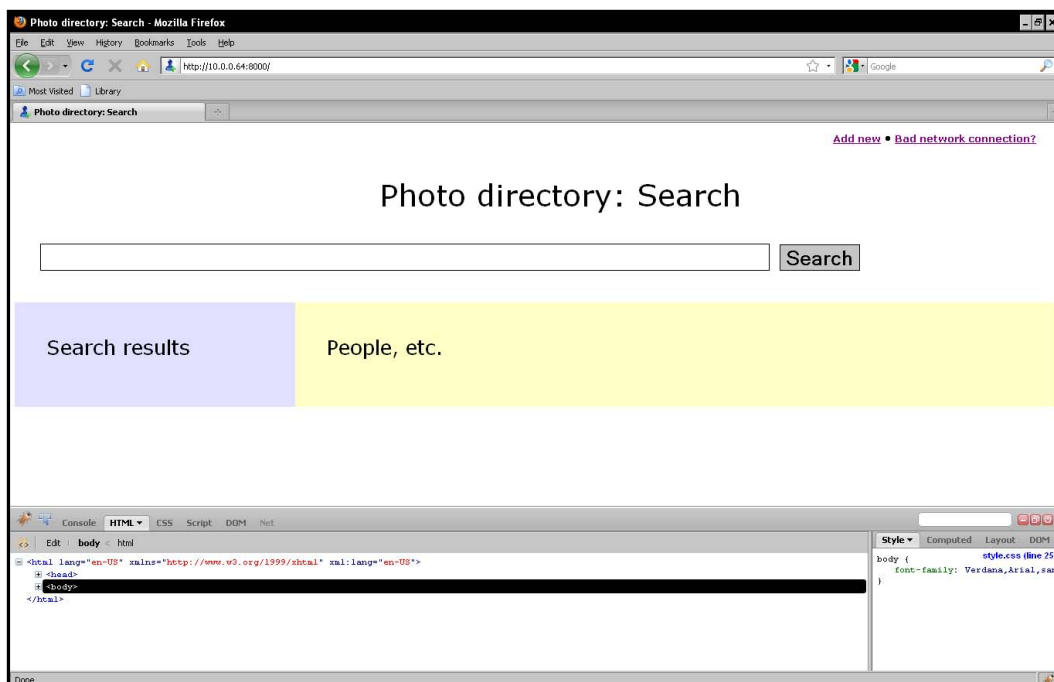 Photo directory: Search - Mozilla Firefox
File Edit View History Bookmarks Tools Help
http://10.0.0.64:8000/ Google
Most Visited Library
Photo directory: Search
Add new • Bad network connection?
Photo directory: Search
Search
Search results People, etc.
Console HTML CSS Script DOM Net
Edit body < html Style Computed Layout DOM
<html lang="en-US" xmlns="http://www.w3.org/1999/xhtml" xml:lang="en-US">
<head>
<body>
</html>
style.css (line 25
body {
font-family: Verdana,Arial,san
}
Done